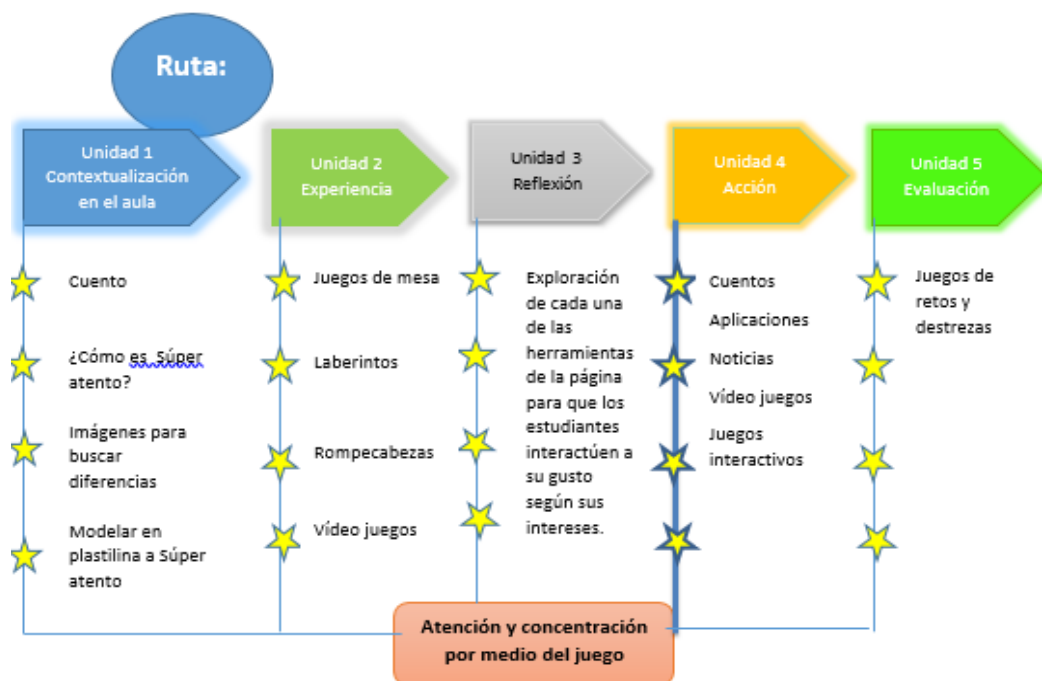 Ruta:
Unidad 1
Contextualización
en el aula
Unidad 2
Experiencia
Unidad 3
Reflexión
Unidad 4
Acción
Unidad 5
Evaluación
Cuento
¿Cómo es Súper
atento?
Imágenes para
buscar
diferencias
Modelar en
plastilina a Súper
atento
Juegos de mesa
Laberintos
Rompecabezas
Vídeo juegos
Exploración
de cada una
de las
herramientas
de la página
para que los
estudiantes
interactúen a
su gusto
según sus
intereses.
Cuentos
Aplicaciones
Noticias
Vídeo juegos
Juegos
interactivos
Juegos de
retos y
destrezas
Atención y concentración
por medio del juego